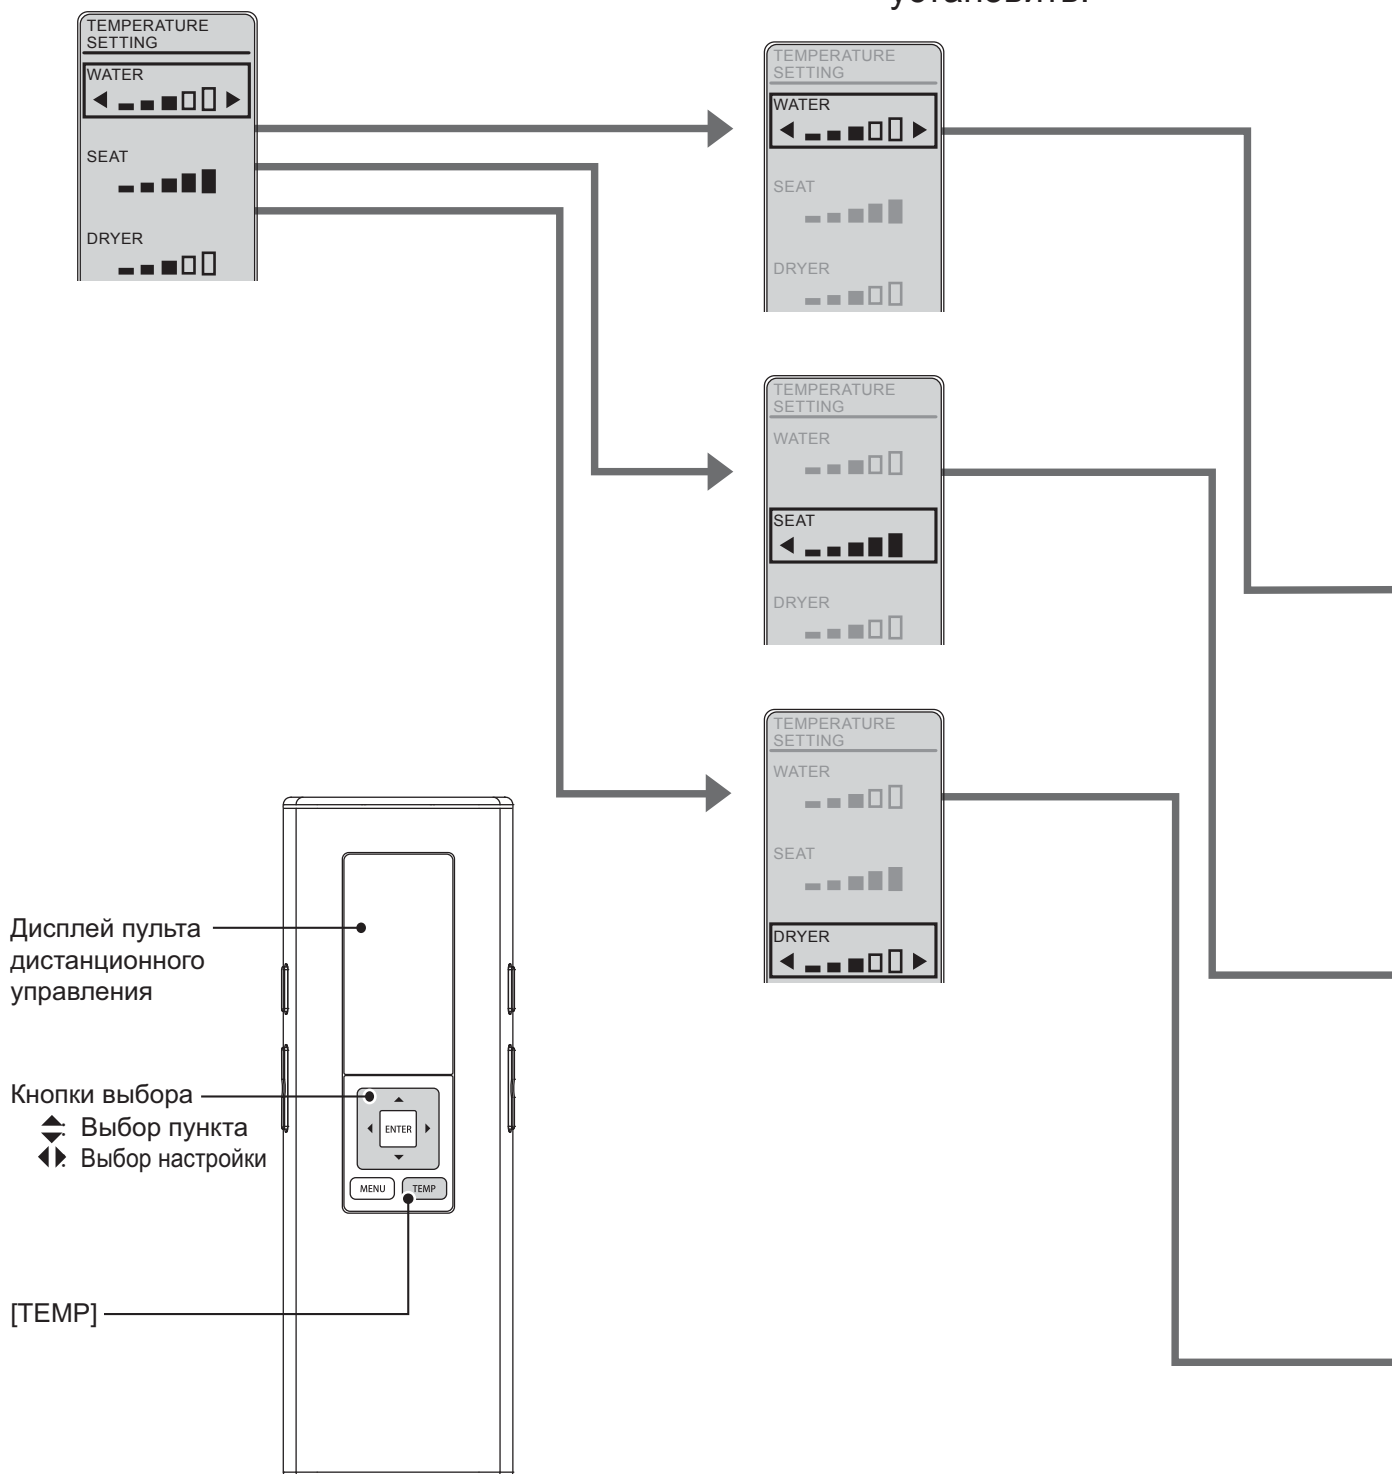 установить.
TEMPERATURE
SETTING
WATER
SEAT
DRYER
TEMPERATURE
SETTING
WATER
SEAT
DRYER
TEMPERATURE
SETTING
WATER
SEAT
DRYER
TEMPERATURE
SETTING
WATER
SEAT
DRYER
Дисплей пульта
дистанционного
управления
Кнопки выбора
: Выбор пункта
: Выбор настройки
ENTER
MENU TEMP
[TEMP]